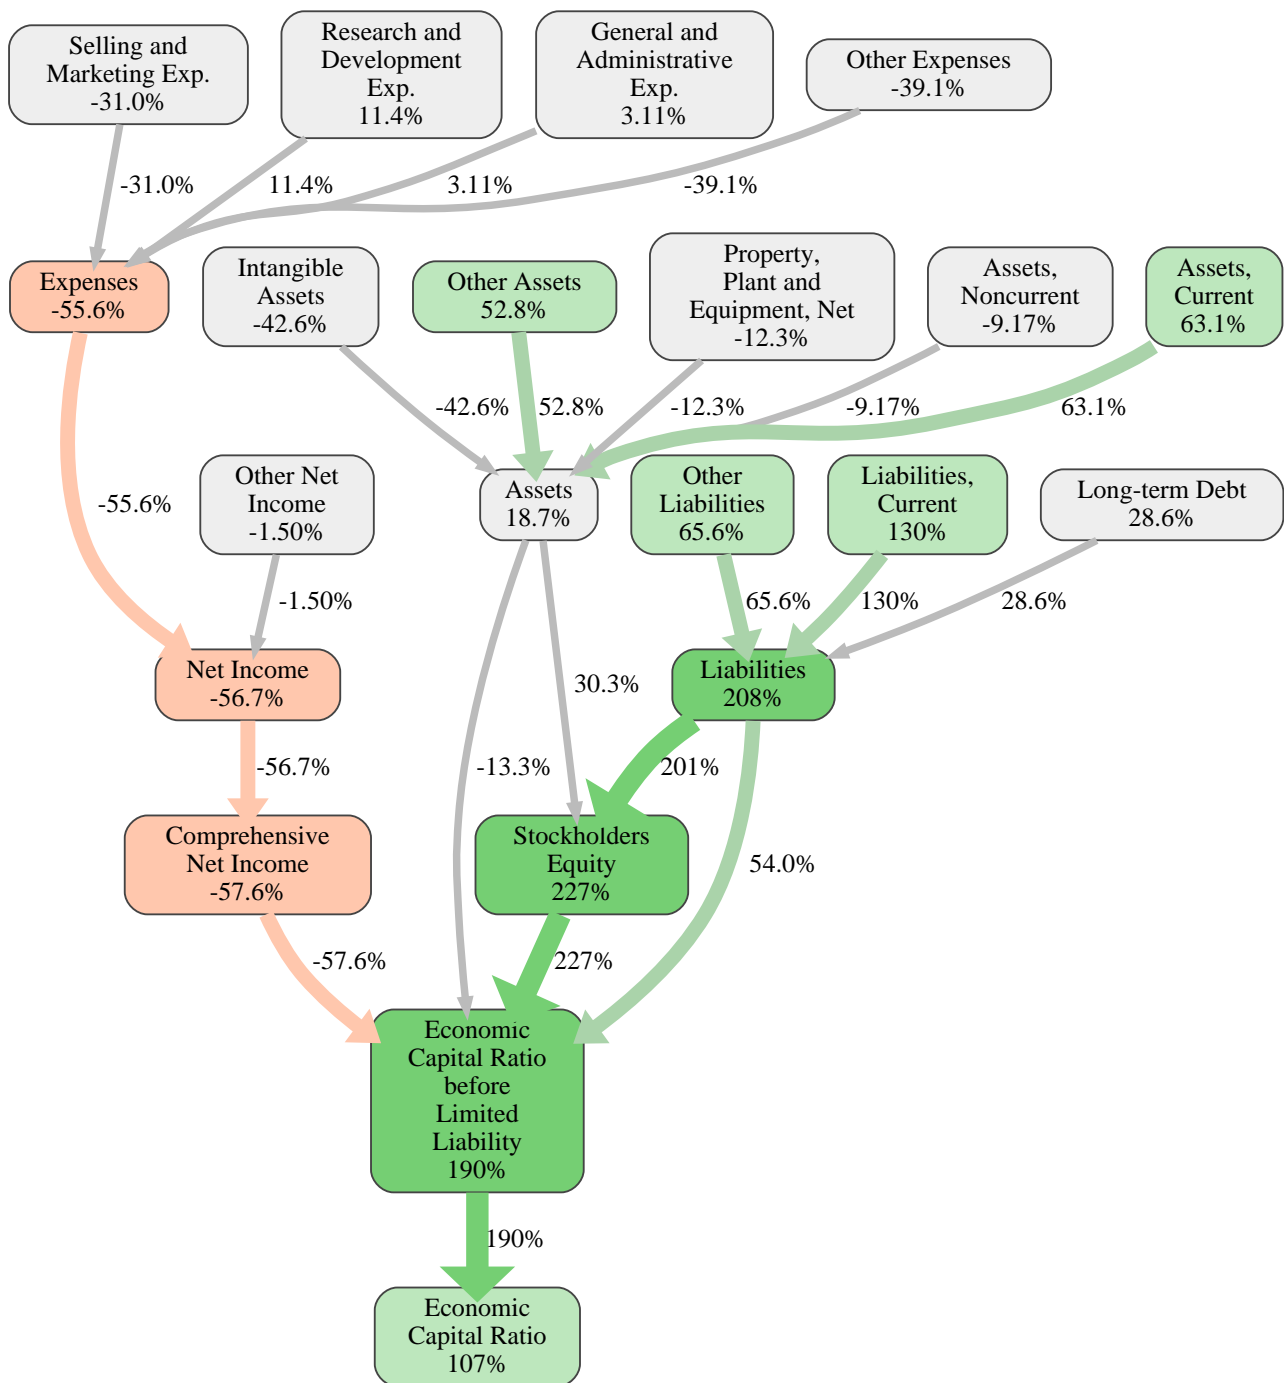 Selling and
Marketing Exp.
-31.0%
Research and
Development
Exp.
11.4%
General and
Administrative
Exp.
3.11%
Other Expenses
-39.1%
-31.0%
11.4%
3.11%
-39.1%
Expenses
-55.6%
Intangible
Assets
-42.6%
Other Assets
52.8%
Property,
Plant and
Equipment, Net
-12.3%
Assets,
Noncurrent
-9.17%
Assets,
Current
63.1%
-42.6%
52.8%
-12.3%
-9.17%
63.1%
-55.6%
Other Net
Income
-1.50%
Assets
18.7%
Other
Liabilities
65.6%
Liabilities,
Current
130%
Long-term Debt
28.6%
-1.50%
65.6%
130%
28.6%
Net Income
-56.7%
30.3%
Liabilities
208%
-56.7%
-13.3%
201%
Comprehensive
Net Income
-57.6%
Stockholders
Equity
227%
54.0%
-57.6%
227%
Economic
Capital Ratio
before
Limited
Liability
190%
190%
Economic
Capital Ratio
107%